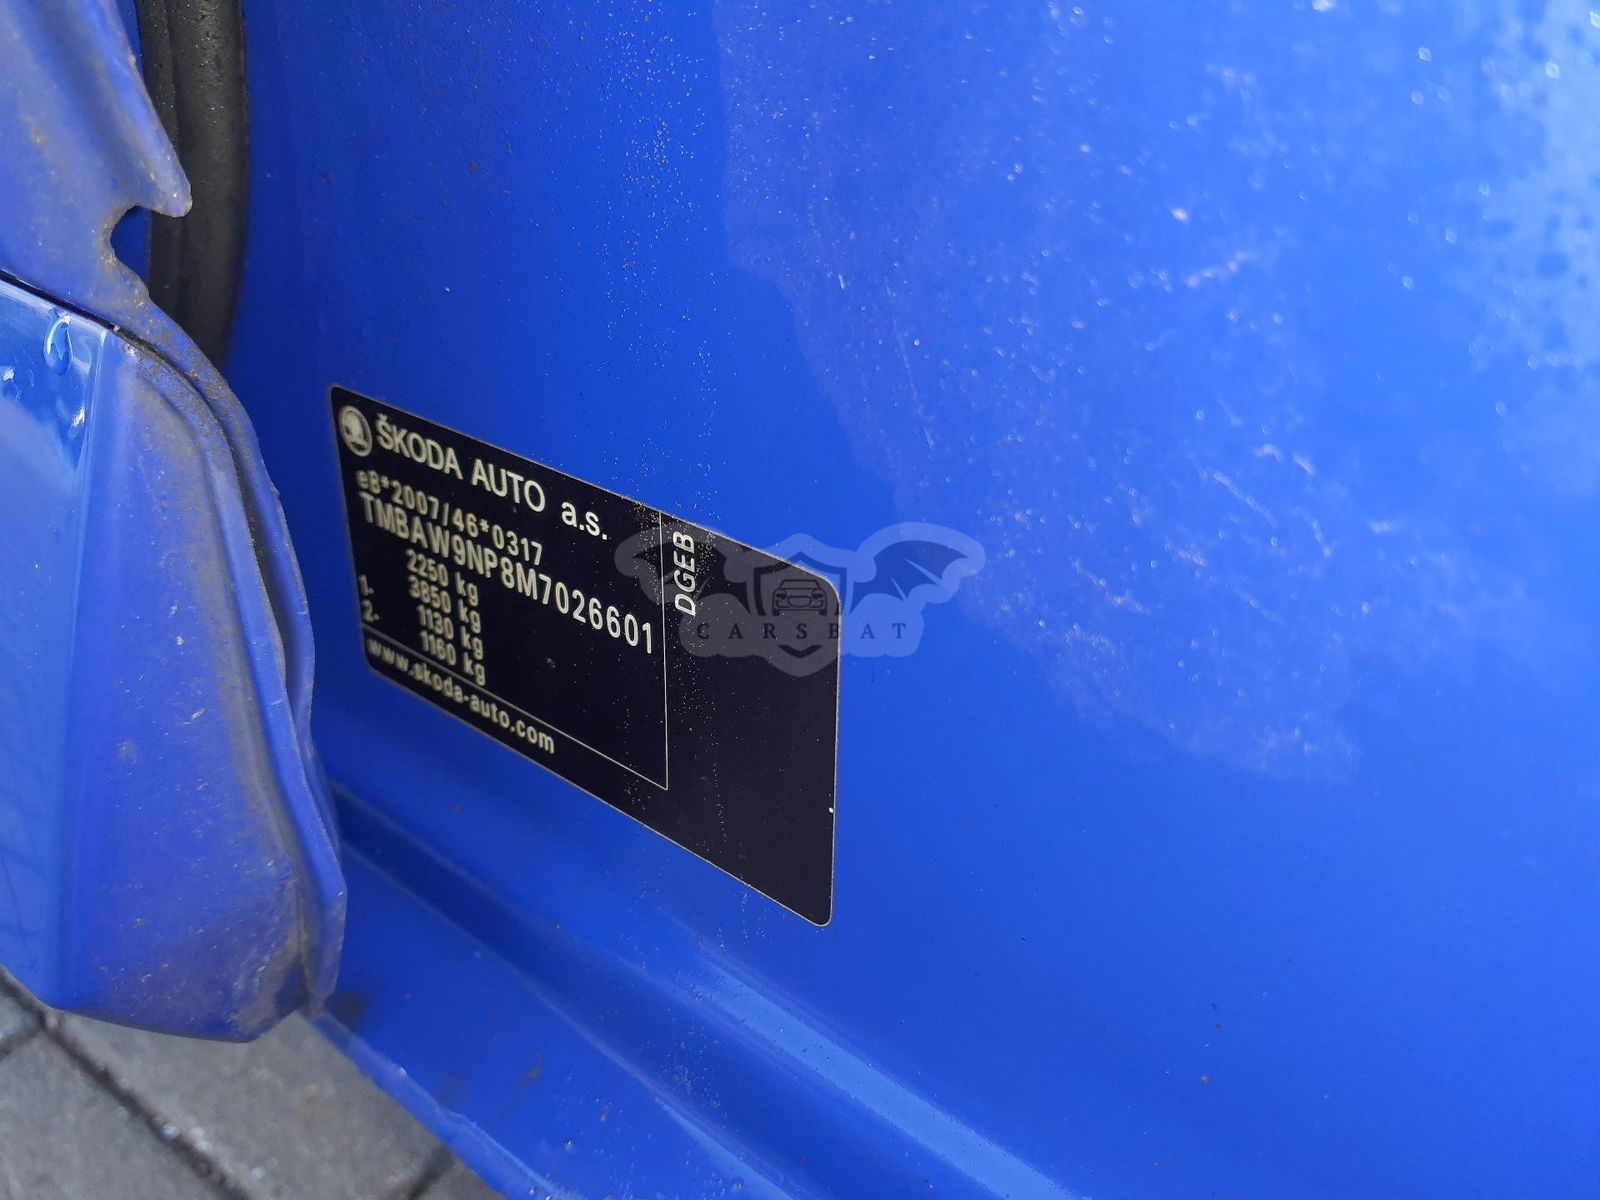 ŠKODA AUTO a.s.
e8*2007/46*0317
TMBAW9NP8M7026601
2250 kg
3850 kg
1. 1130 kg
2. 1160 kg
www.skoda-auto.com
DGEB
CARSBAT